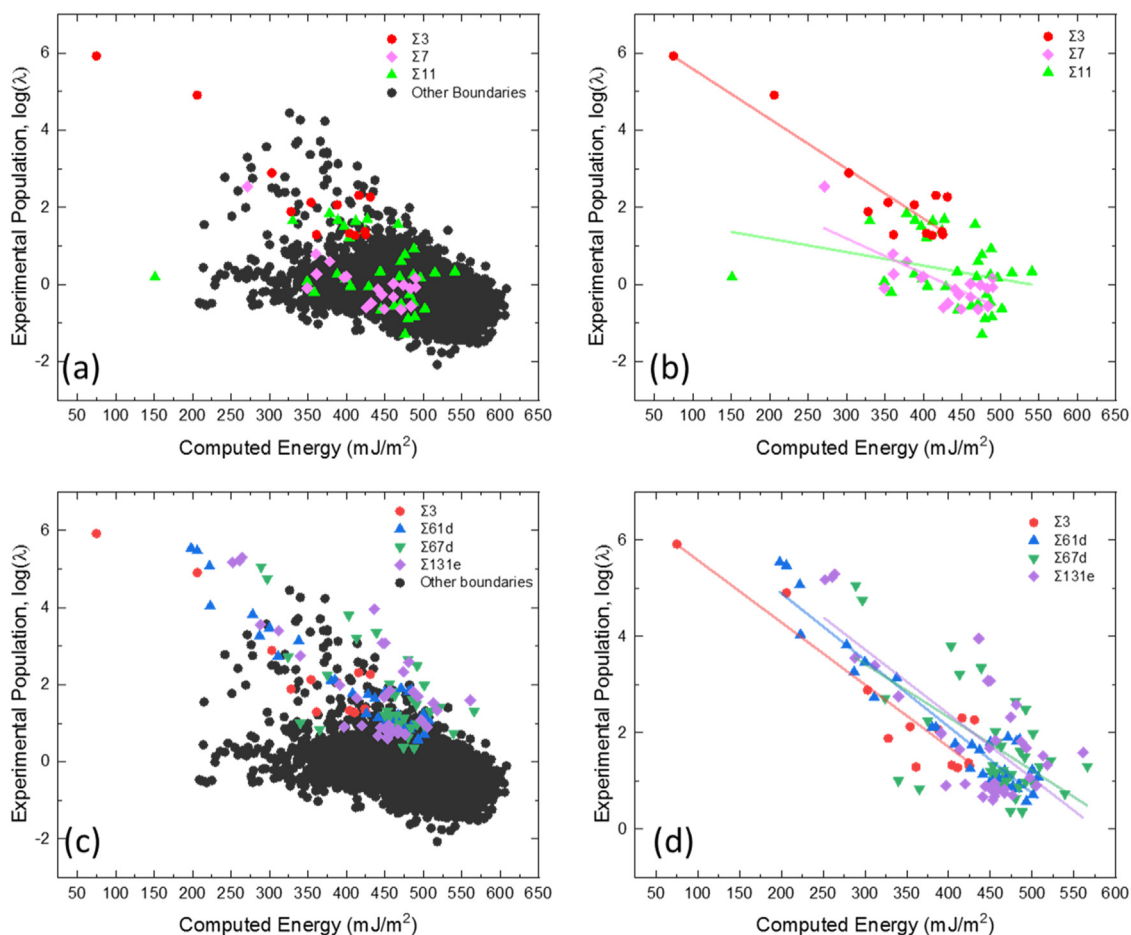 Σ3
Σ7
Σ11
Other Boundaries
Experimental Population, log(λ)
6
4
2
0
-2
(a)
50 100 150 200 250 300 350 400 450 500 550 600 650
Computed Energy (mJ/m²)
Σ3
Σ7
Σ11
Experimental Population, log(λ)
6
4
2
0
-2
(b)
50 100 150 200 250 300 350 400 450 500 550 600 650
Computed Energy (mJ/m²)
Σ3
Σ61d
Σ67d
Σ131e
Other boundaries
Experimental Population, log(λ)
6
4
2
0
-2
(c)
50 100 150 200 250 300 350 400 450 500 550 600 650
Computed Energy (mJ/m²)
Σ3
Σ61d
Σ67d
Σ131e
Experimental Population, log(λ)
6
4
2
0
(d)
50 100 150 200 250 300 350 400 450 500 550 600 650
Computed Energy (mJ/m²)